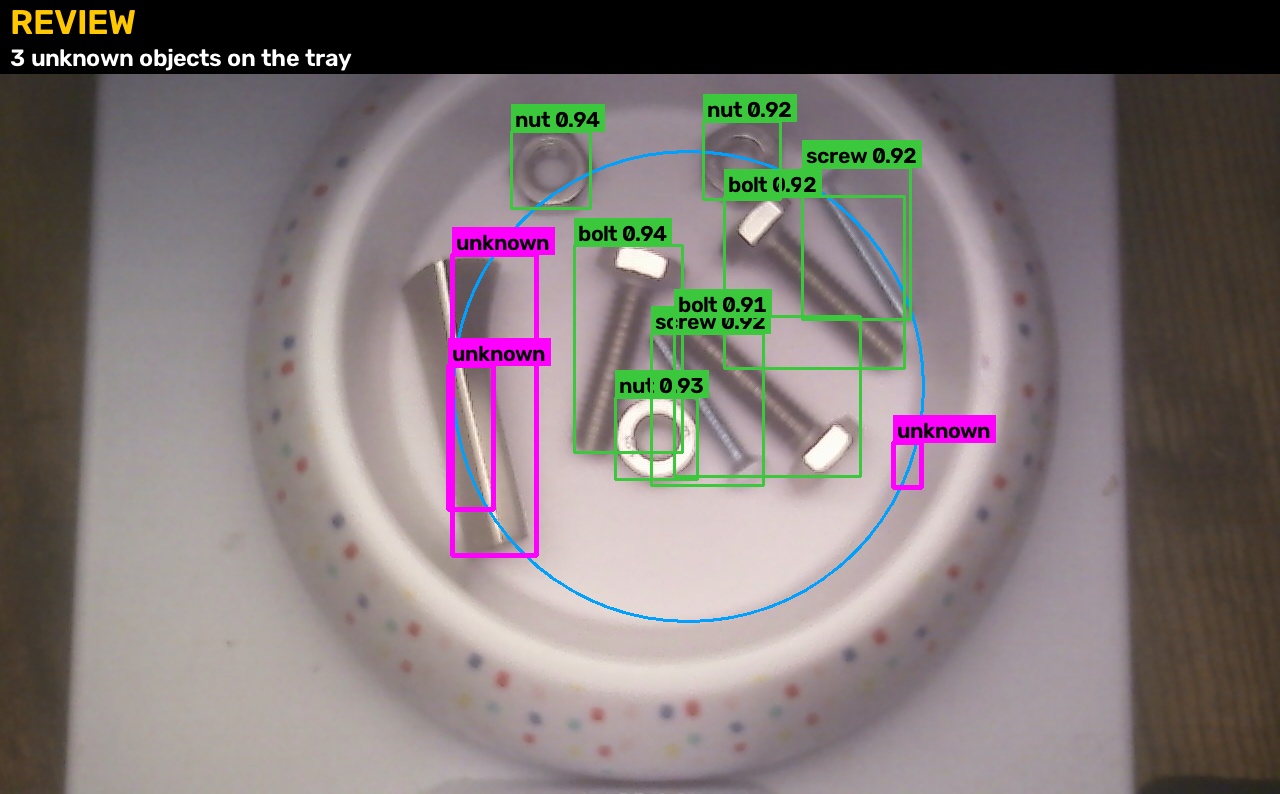 REVIEW
3 unknown objects on the tray
nut 0.94
nut 0.92
screw 0.92
bolt 0.92
bolt 0.94
unknown
bolt 0.91
screw 0.92
unknown
nut 0.93
unknown